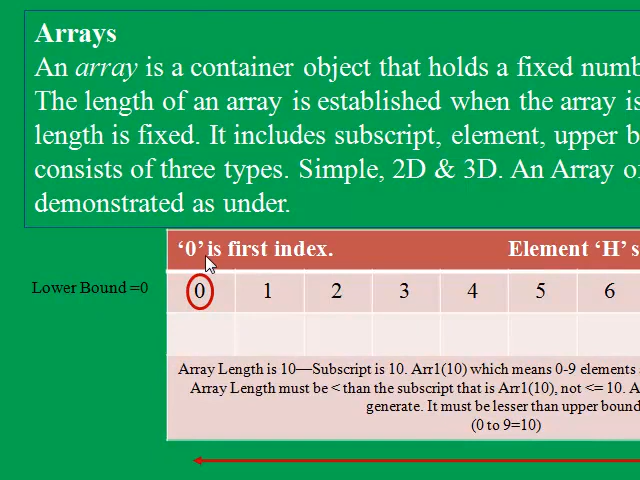 Arrays
An array is a container object that holds a fixed numb
The length of an array is established when the array is
length is fixed. It includes subscript, element, upper b
consists of three types. Simple, 2D & 3D. An Array o
demonstrated as under.
‘0’ is first index. Element ‘H’ s
Lower Bound =0 0 1 2 3 4 5 6
Array Length is 10—Subscript is 10. Arr1(10) which means 0-9 elements
Array Length must be < than the subscript that is Arr1(10), not <= 10. A
generate. It must be lesser than upper bound
(0 to 9=10)